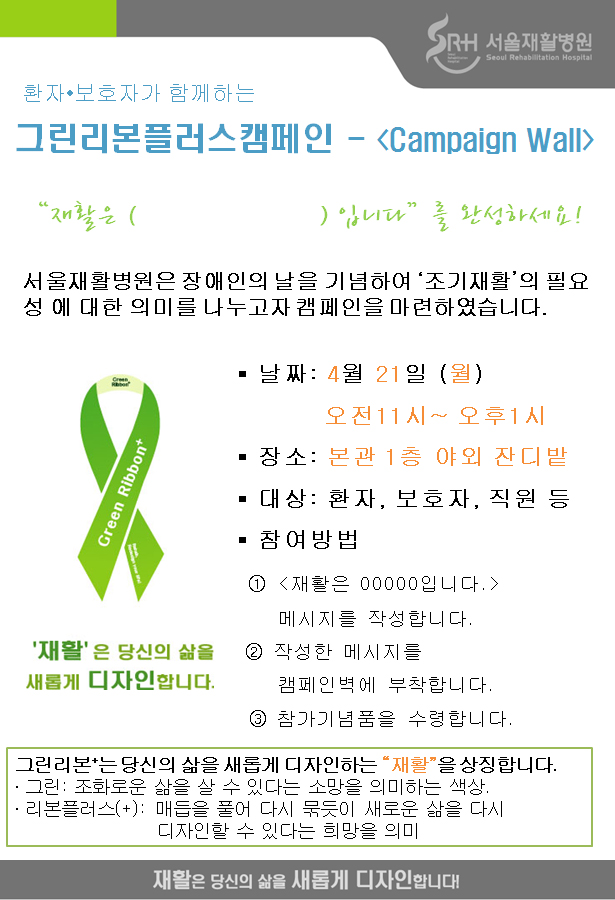 SRH 서울재활병원
Seoul Rehabilitation Hospital
환자•보호자가 함께하는
그린리본플러스캠페인 - <Campaign Wall>
“재활은 ( ) 입니다” 를 완성하세요!
서울재활병원은 장애인의 날을 기념하여 ‘조기재활’의 필요
성 에 대한 의미를 나누고자 캠페인을 마련하였습니다.
Green
Ribbon+
Green Ribbon+
▪ 날짜: 4월 21일 (월)
오전11시~ 오후1시
▪ 장소: 본관 1층 야외 잔디밭
▪ 대상: 환자, 보호자, 직원 등
▪ 참여방법
① <재활은 00000입니다.>
메시지를 작성합니다.
② 작성한 메시지를
캠페인벽에 부착합니다.
③ 참가기념품을 수령합니다.
'재활'은 당신의 삶을
새롭게 디자인합니다.
그린리본+는 당신의 삶을 새롭게 디자인하는 “재활”을 상징합니다.
· 그린: 조화로운 삶을 살 수 있다는 소망을 의미하는 색상.
· 리본플러스(+): 매듭을 풀어 다시 묶듯이 새로운 삶을 다시
디자인할 수 있다는 희망을 의미
재활은 당신의 삶을 새롭게 디자인합니다!